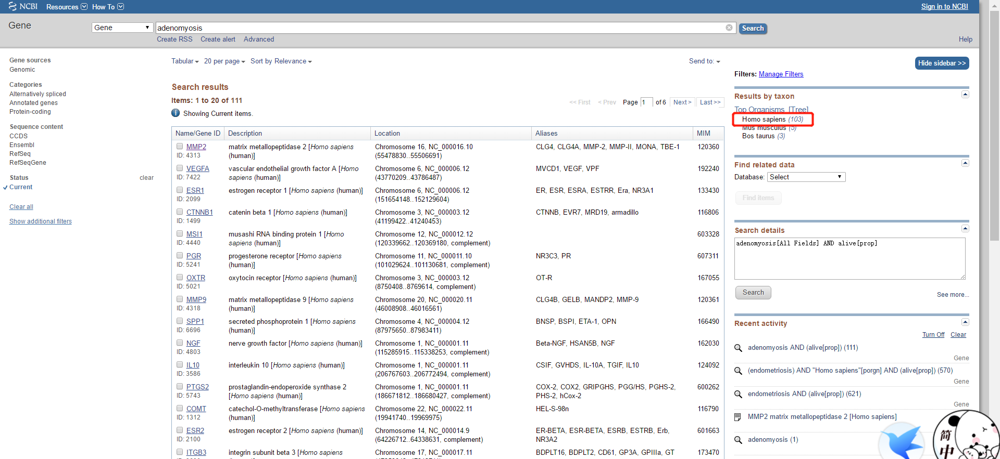 NCBI Resources How To Sign in to NCBI
Gene Gene adenomyosis Search
Create RSS Create alert Advanced Help
Gene sources
Genomic
Categories
Alternatively spliced
Annotated genes
Protein-coding
Sequence content
CCDS
Ensembl
RefSeq
RefSeqGene
Status clear
Current
Clear all
Show additional filters
Tabular 20 per page Sort by Relevance Send to:
Search results
Items: 1 to 20 of 111
<< First < Prev Page 1 of 6 Next > Last >>
Showing Current items.
Name/Gene ID Description Location Aliases MIM
MMP2 matrix metallopeptidase 2 [Homo sapiens Chromosome 16, NC_000016.10 CLG4, CLG4A, MMP-2, MMP-II, MONA, TBE-1 120360
ID: 4313 (human)] (55478830..55506691)
VEGFA vascular endothelial growth factor A [Homo Chromosome 6, NC_000006.12 MVCD1, VEGF, VPF 192240
ID: 7422 sapiens (human)] (43770209..43786487)
ESR1 estrogen receptor 1 [Homo sapiens (human)] Chromosome 6, NC_000006.12 ER, ESR, ESRA, ESTRR, Era, NR3A1 133430
ID: 2099 (151654148..152129604)
CTNNB1 catenin beta 1 [Homo sapiens (human)] Chromosome 3, NC_000003.12 CTNNB, EVR7, MRD19, armadillo 116806
ID: 1499 (41199422..41240453)
MSI1 musashi RNA binding protein 1 [Homo Chromosome 12, NC_000012.12 603328
ID: 4440 sapiens (human)] (120339662..120369180, complement)
PGR progesterone receptor [Homo sapiens Chromosome 11, NC_000011.10 NR3C3, PR 607311
ID: 5241 (human)] (101029624..101130681, complement)
OXTR oxytocin receptor [Homo sapiens (human)] Chromosome 3, NC_000003.12 OT-R 167055
ID: 5021 (8750408..8769614, complement)
MMP9 matrix metallopeptidase 9 [Homo sapiens Chromosome 20, NC_000020.11 CLG4B, GELB, MANDP2, MMP-9 120361
ID: 4318 (human)] (46008908..46016561)
SPP1 secreted phosphoprotein 1 [Homo sapiens Chromosome 4, NC_000004.12 BNSP, BSPI, ETA-1, OPN 166490
ID: 6696 (human)] (87975650..87983411)
NGF nerve growth factor [Homo sapiens (human)] Chromosome 1, NC_000001.11 Beta-NGF, HSAN5B, NGF 162030
ID: 4803 (115285915..115338253, complement)
IL10 interleukin 10 [Homo sapiens (human)] Chromosome 1, NC_000001.11 CSIF, GVHDS, IL-10A, TGIF, IL10 124092
ID: 3586 (206767603..206772494, complement)
PTGS2 prostaglandin-endoperoxide synthase 2 Chromosome 1, NC_000001.11 COX-2, COX2, GRIPGHS, PGG/HS, PGHS-2, 600262
ID: 5743 [Homo sapiens (human)] (186671812..186680427, complement) PHS-2, hCox-2
COMT catechol-O-methyltransferase [Homo sapiens Chromosome 22, NC_000022.11 HEL-S-98n 116790
ID: 1312 (human)] (19941740..19969975)
ESR2 estrogen receptor 2 [Homo sapiens (human)] Chromosome 14, NC_000014.9 ER-BETA, ESR-BETA, ESRB, ESTRB, Erb, 601663
ID: 2100 (64226712..64338631, complement) NR3A2
ITGB3 integrin subunit beta 3 [Homo sapiens Chromosome 17, NC_000017.11 BDPLT16, BDPLT2, CD61, GP3A, GPIIIa, GT 173470
Hide sidebar >>
Filters: Manage Filters
Results by taxon
Top Organisms [Tree]
Homo sapiens (103)
Mus musculus (5)
Bos taurus (3)
Find related data
Database: Select
Find items
Search details
adenomyosis[All Fields] AND alive[prop]
Search
See more...
Recent activity
Turn Off Clear
adenomyosis AND (alive[prop]) (111)
Gene
(endometriosis) AND "Homo sapiens"[porgn] AND (alive[prop]) (570)
Gene
endometriosis AND (alive[prop]) (621)
Gene
MMP2 matrix metallopeptidase 2 [Homo sapiens]
adenomyosis (1)
简中